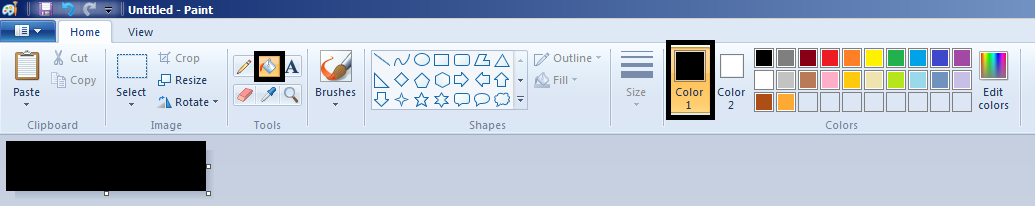 Untitled - Paint
Home View
Paste
Cut
Copy
Clipboard
Select
Crop
Resize
Rotate
Image
A
Tools
Brushes
Outline
Fill
Shapes
Size
Color
1
Color
2
Edit
colors
Colors